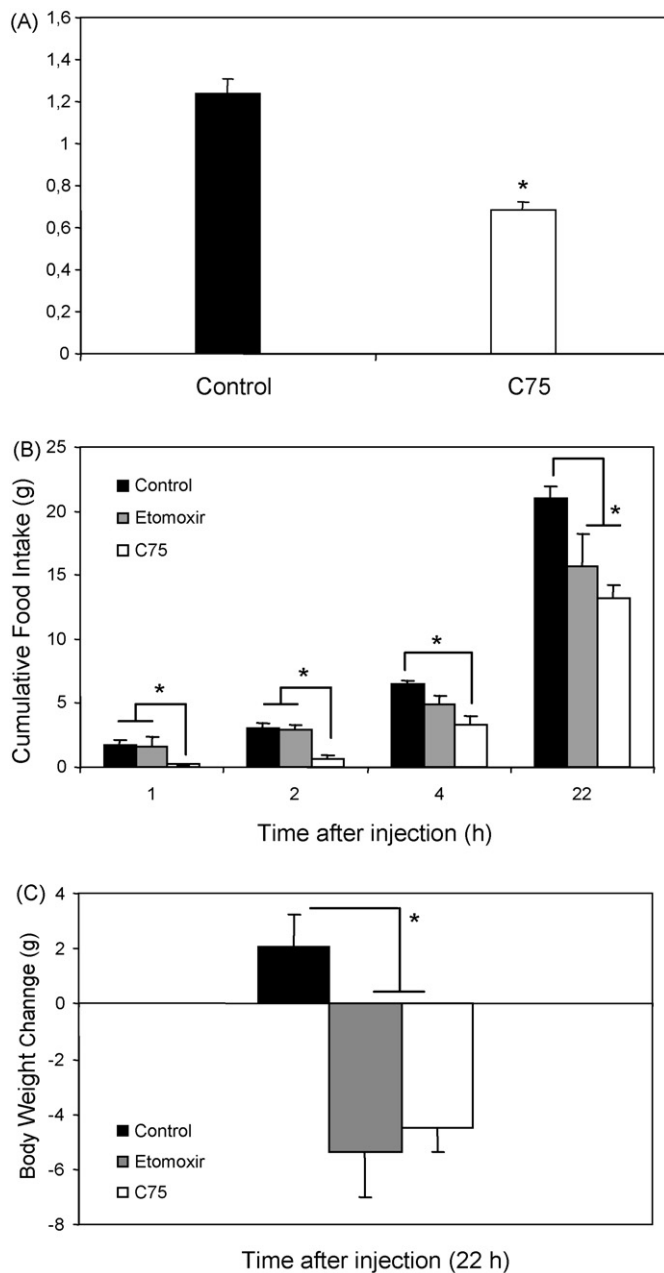 (A)
1,6
1,4
1,2
1
0,8
0,6
0,4
0,2
0
*
Control C75
(B)
Cumulative Food Intake (g)
25
20
15
10
5
0
Control
Etomoxir
C75
* * * *
1 2 4 22
Time after injection (h)
(C)
Body Weight Channge (g)
4
2
0
-2
-4
-6
-8
*
Control
Etomoxir
C75
Time after injection (22 h)